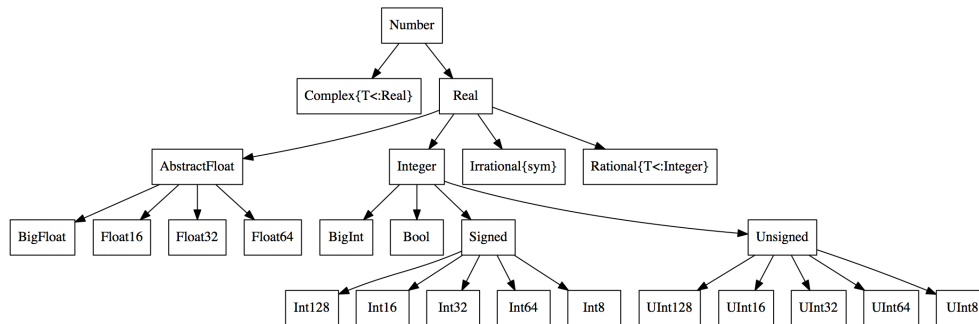 Number
Complex{T<:Real}
Real
AbstractFloat
Integer
Irrational{sym}
Rational{T<:Integer}
BigFloat
Float16
Float32
Float64
BigInt
Bool
Signed
Unsigned
Int128
Int16
Int32
Int64
Int8
UInt128
UInt16
UInt32
UInt64
UInt8